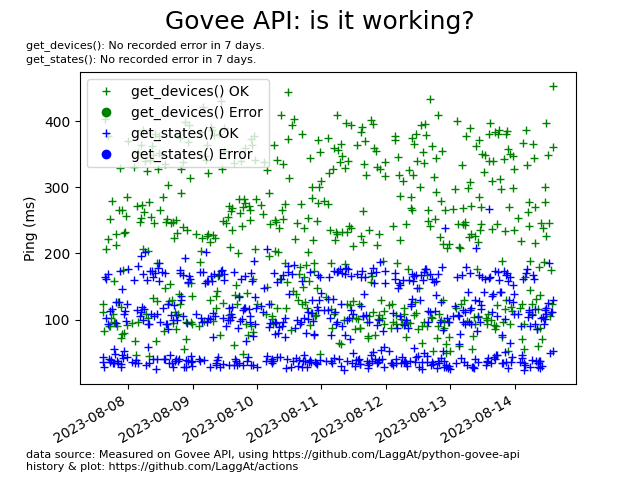 Govee API: is it working?
get_devices(): No recorded error in 7 days.
get_states(): No recorded error in 7 days.
get_devices() OK
get_devices() Error
get_states() OK
get_states() Error
Ping (ms)
400
300
200
100
2023-08-08
2023-08-09
2023-08-10
2023-08-11
2023-08-12
2023-08-13
2023-08-14
data source: Measured on Govee API, using https://github.com/LaggAt/python-govee-api
history & plot: https://github.com/LaggAt/actions